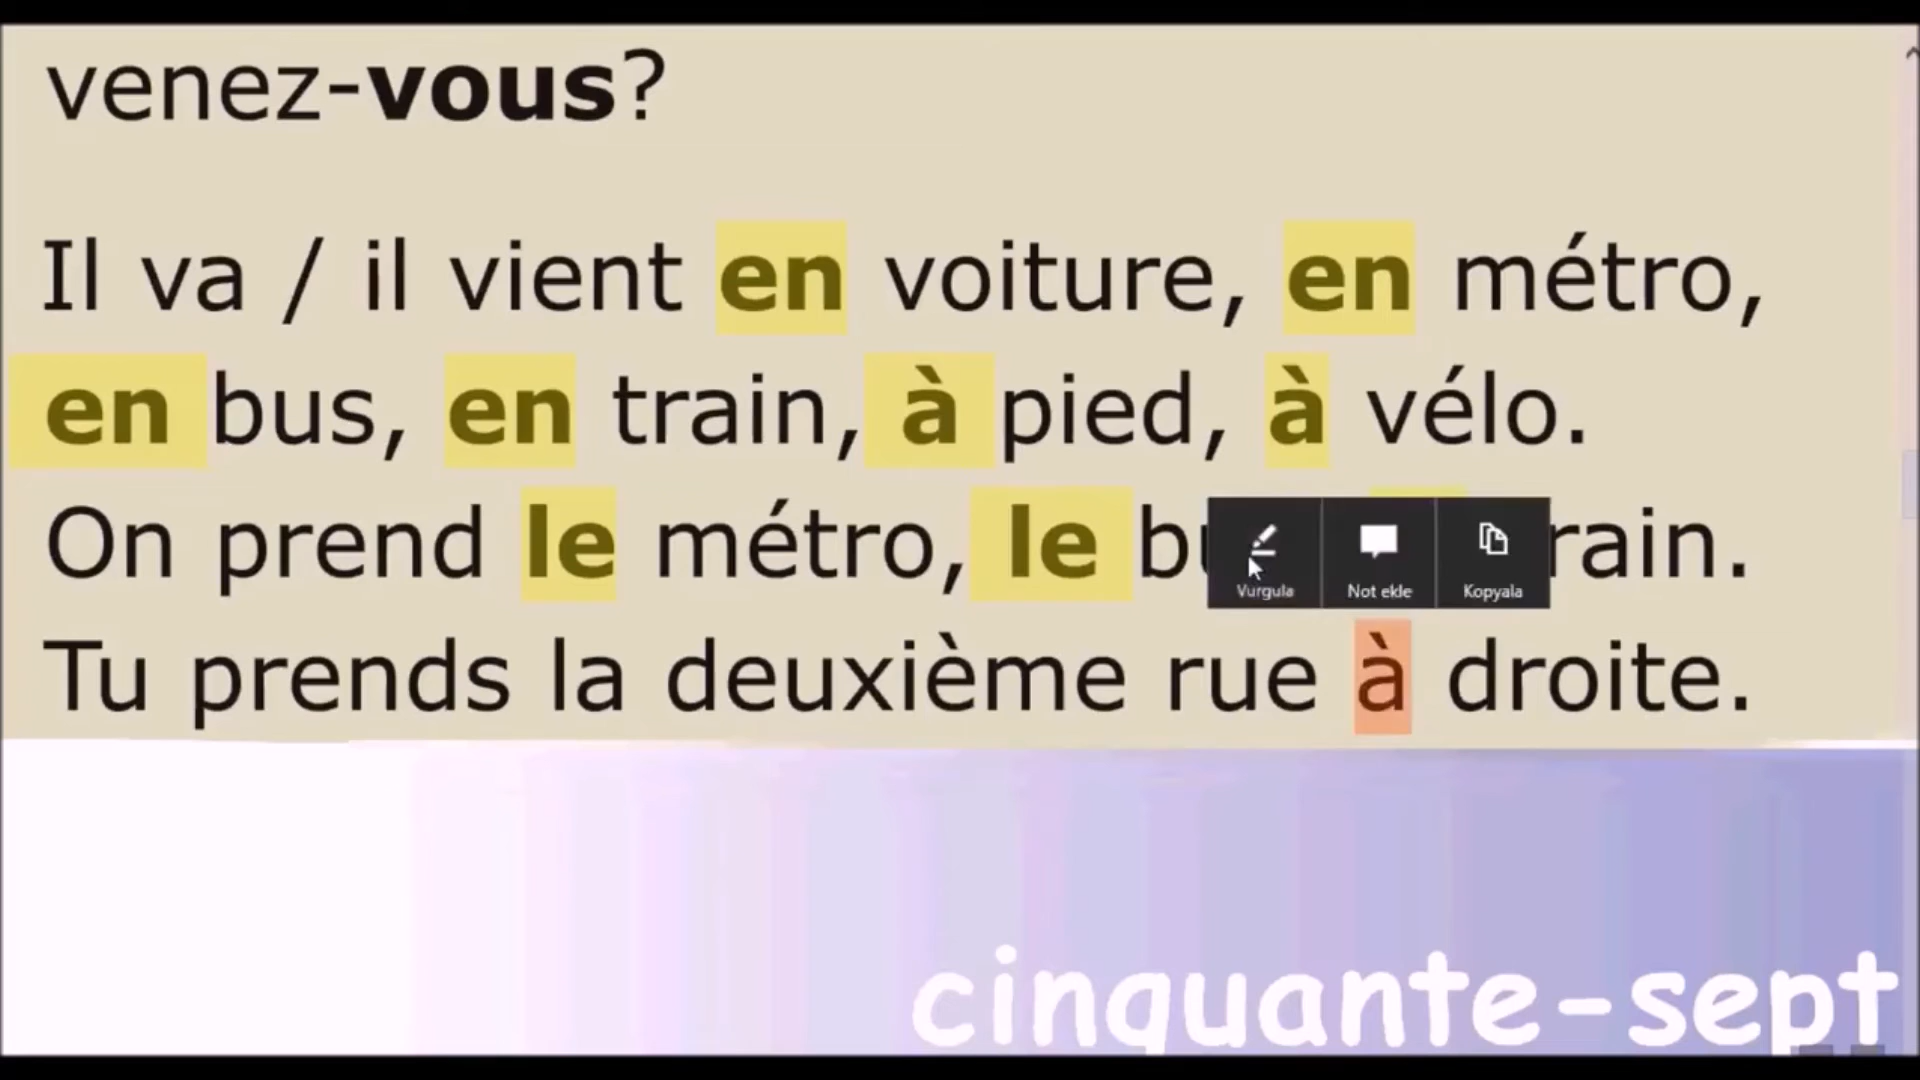 venez-vous?
Il va / il vient en voiture, en métro,
en bus, en train, à pied, à vélo.
On prend le métro, le rain.
Vurgula Not ekle Kopyala
Tu prends la deuxième rue à droite.
cinquante-sept